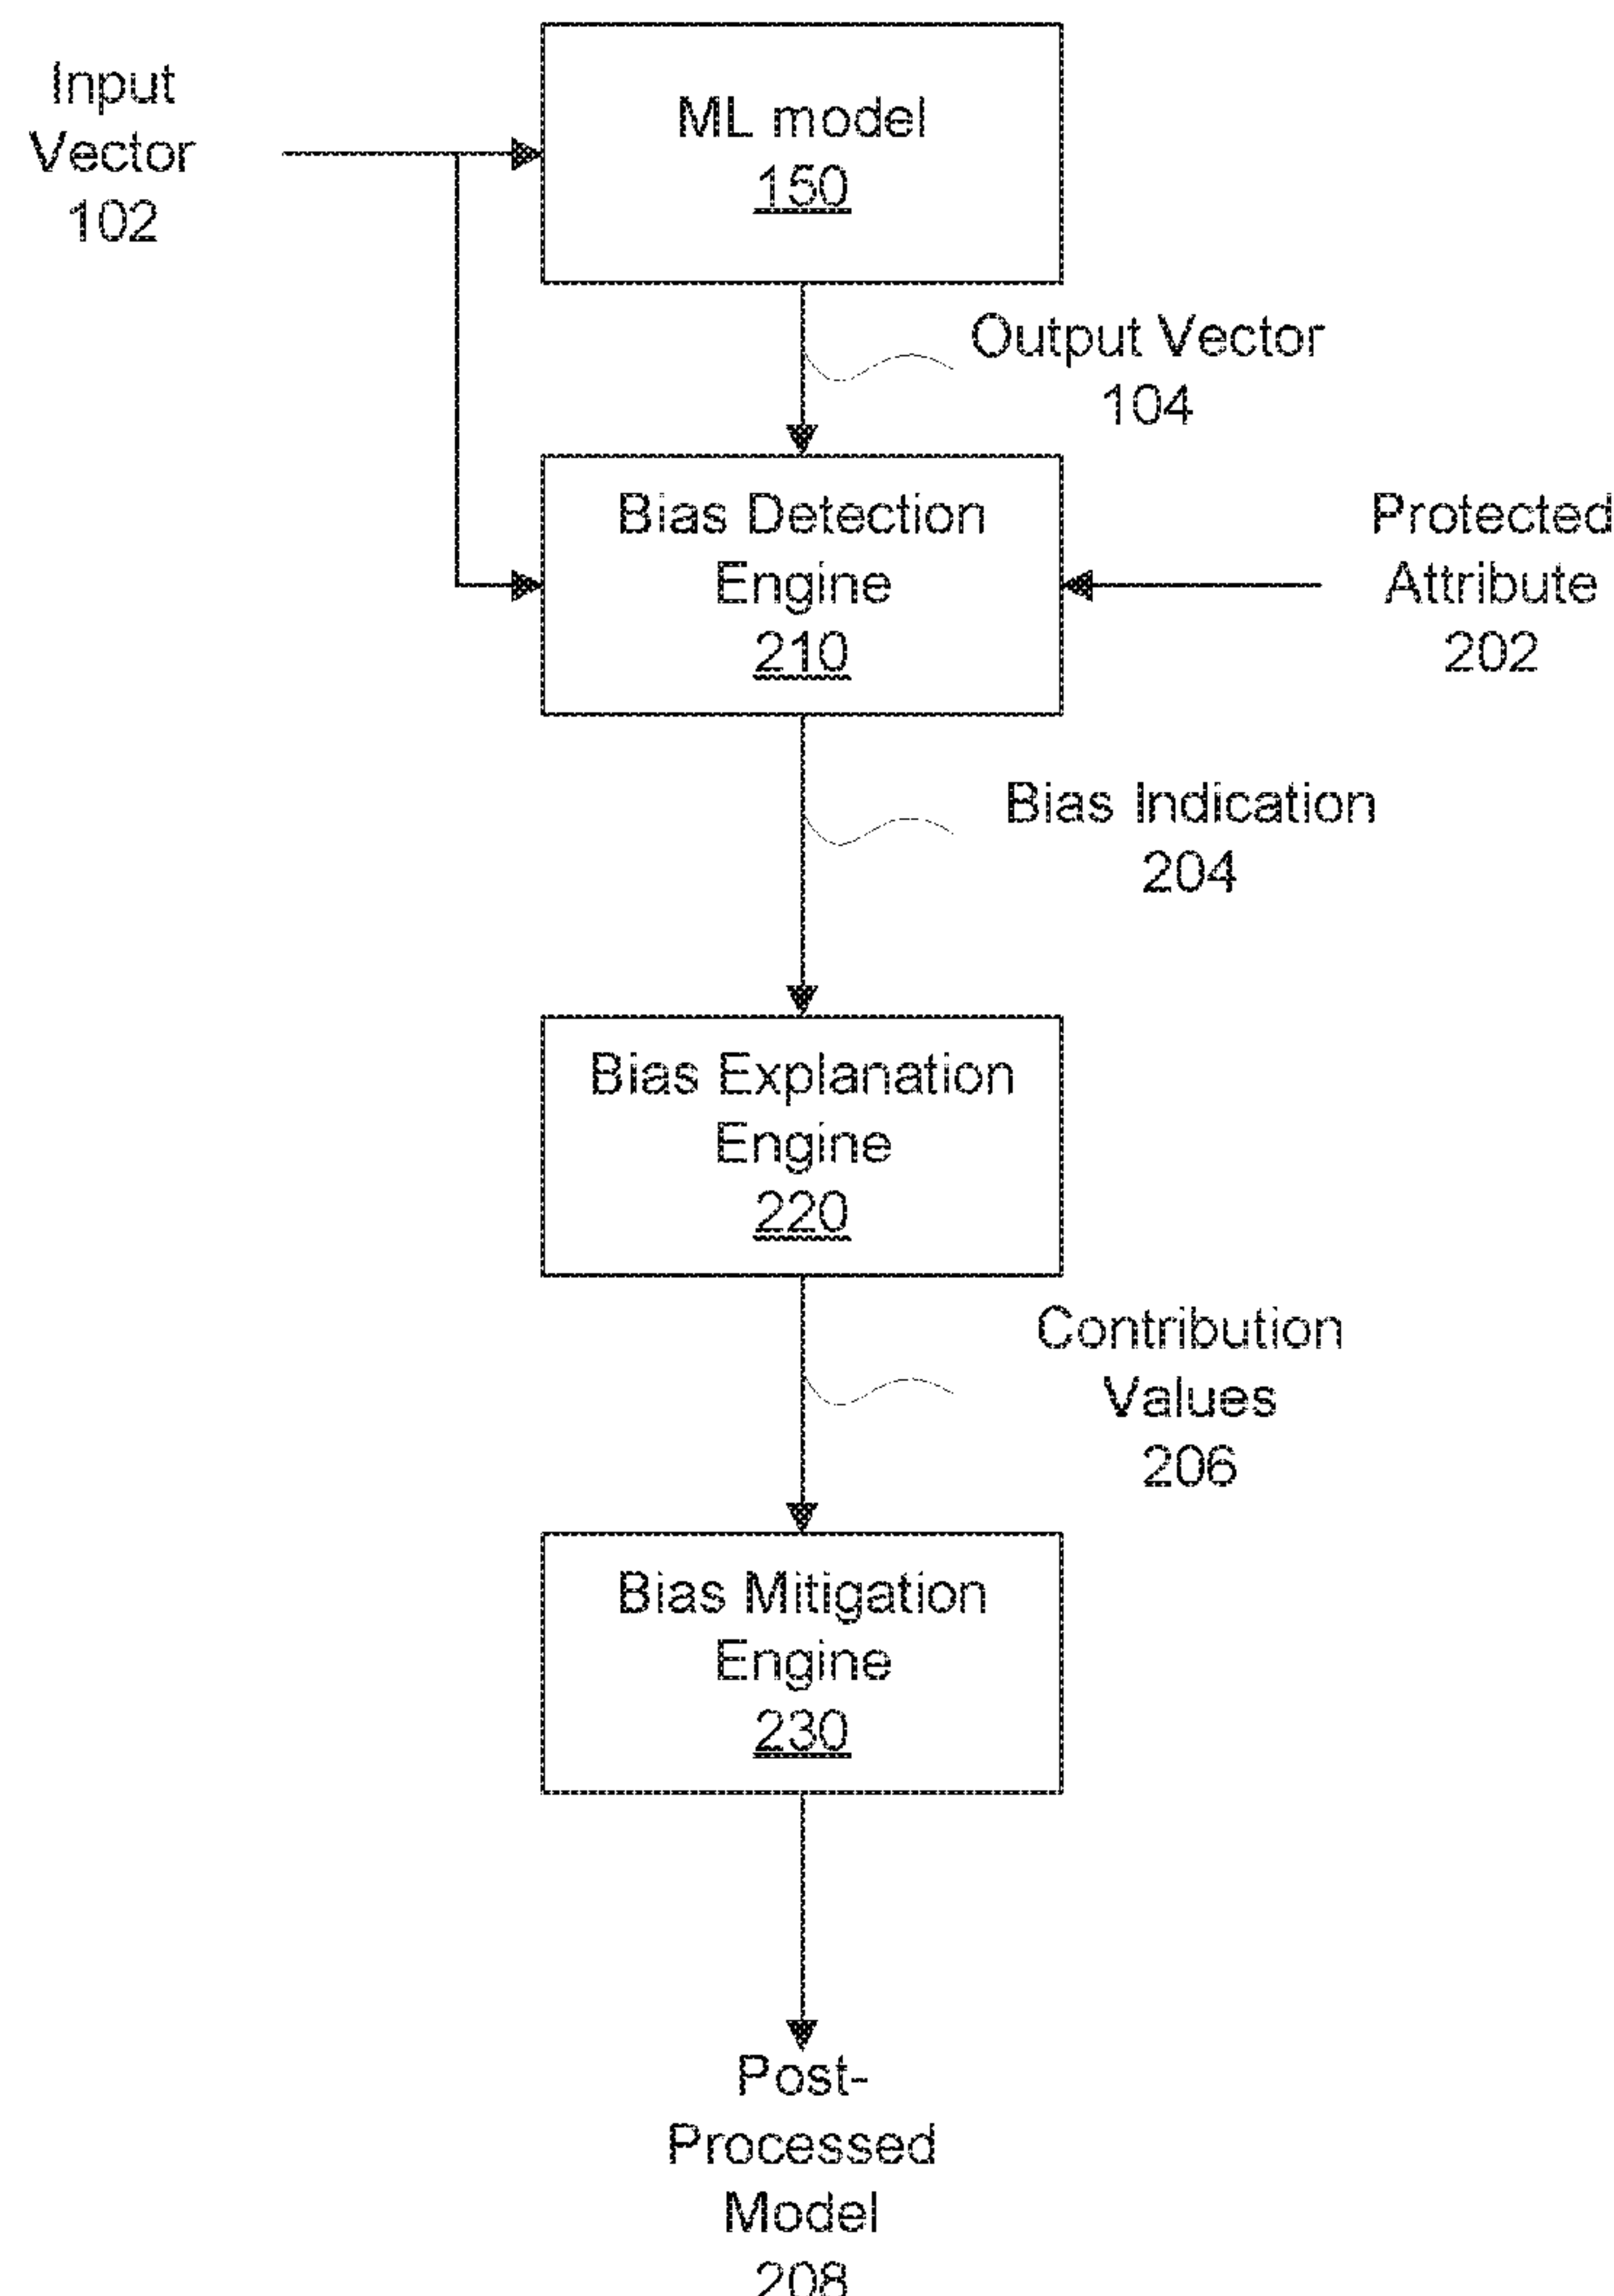 Input
Vector
102
ML model
150
Output Vector
104
Bias Detection
Engine
210
Protected
Attribute
202
Bias Indication
204
Bias Explanation
Engine
220
Contribution
Values
206
Bias Mitigation
Engine
230
Post-
Processed
Model
208